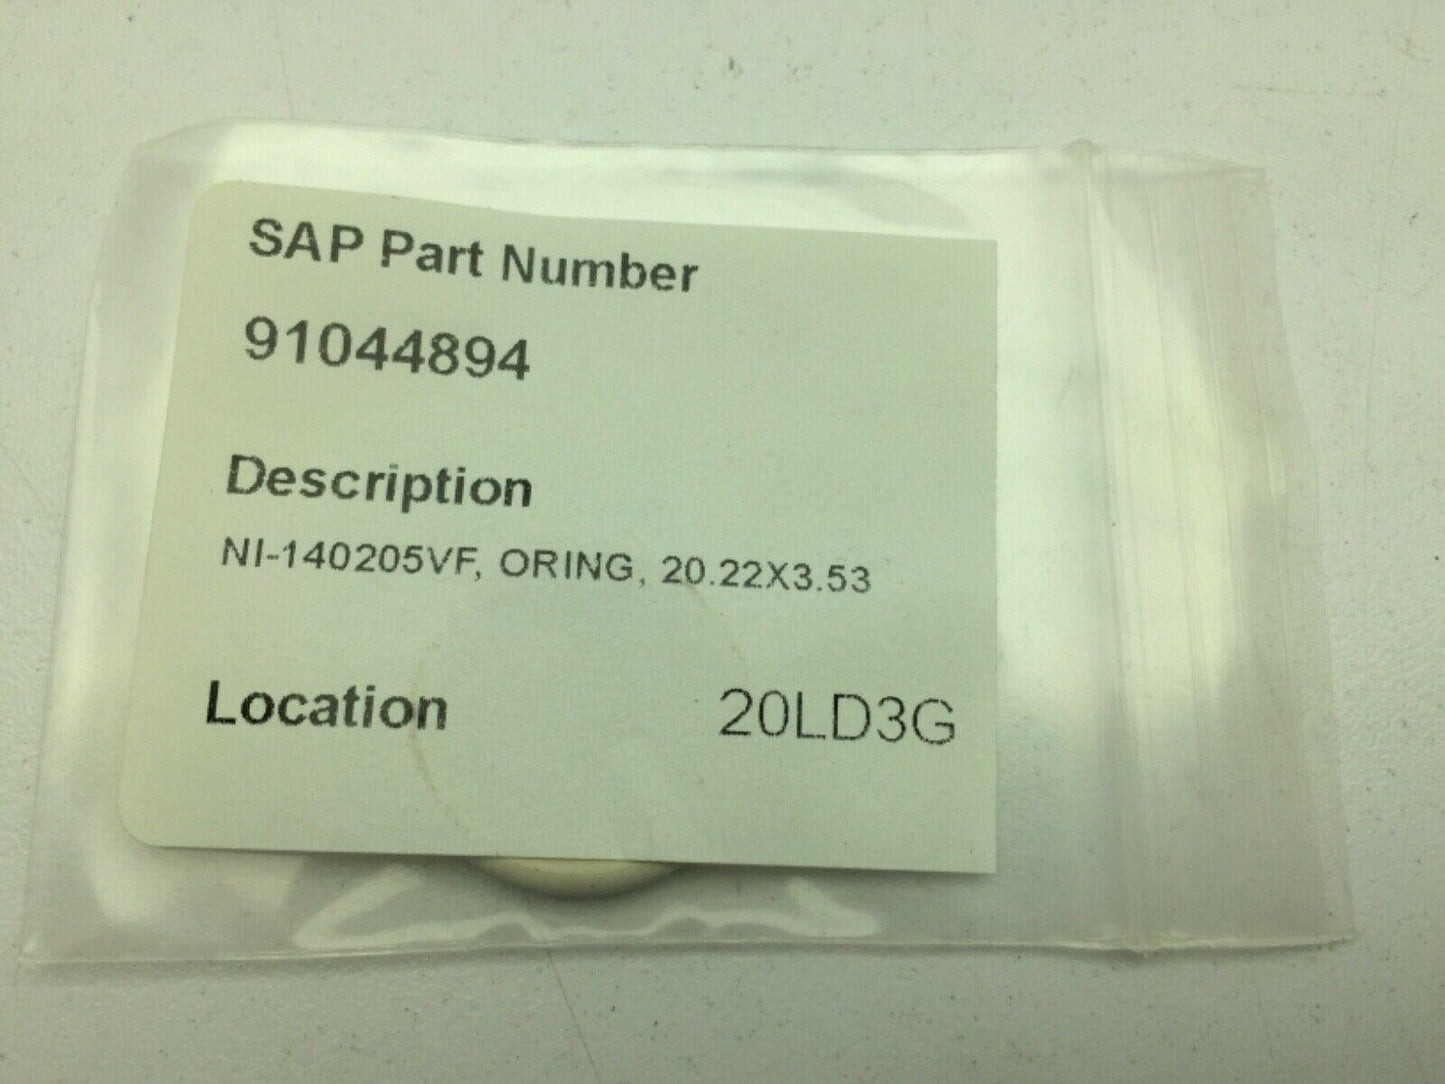 SAP Part Number
91044894
Description
NI-140205VF, ORING, 20.22X3.53
Location 20LD3G